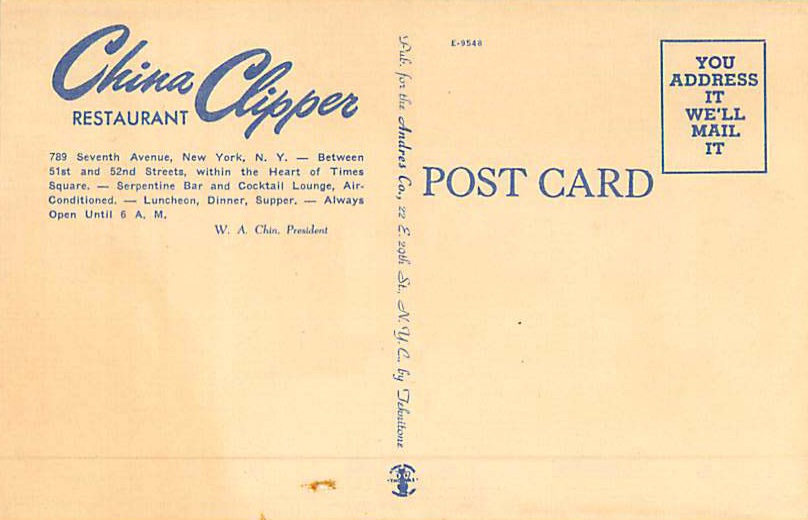 China Clipper
RESTAURANT
789 Seventh Avenue, New York, N. Y. — Between
51st and 52nd Streets, within the Heart of Times
Square. — Serpentine Bar and Cocktail Lounge, Air-
Conditioned. — Luncheon, Dinner, Supper. — Always
Open Until 6 A. M.
W. A. Chin, President
Pub. for the Andres Co., 22 E. 29th St., N.Y.C., by Teknitone
E-9548
POST CARD
YOU
ADDRESS
IT
WE'LL
MAIL
IT